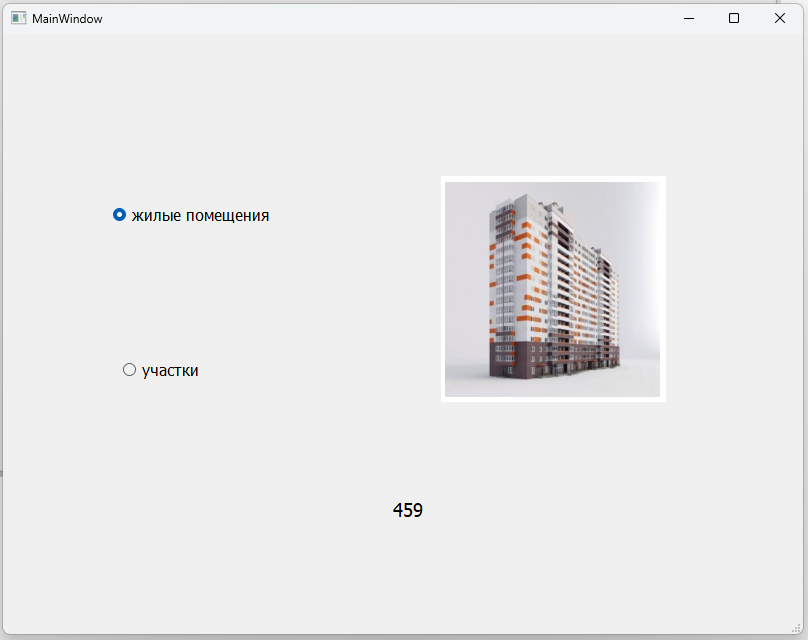 MainWindow
жилые помещения
участки
459